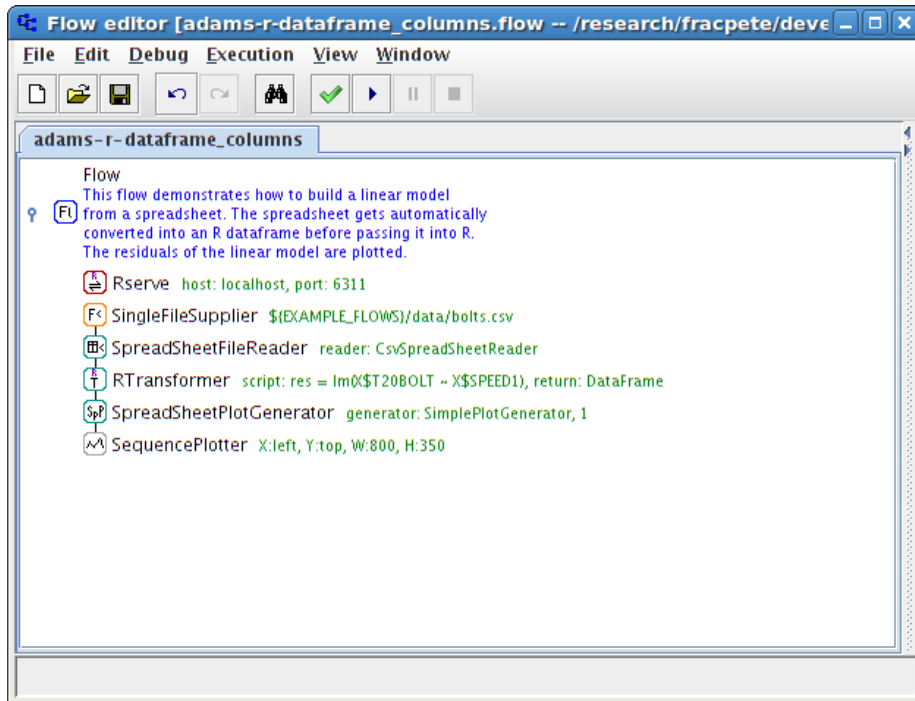 Flow editor [adams-r-dataframe_columns.flow -- /research/fracpete/deve
File Edit Debug Execution View Window
adams-r-dataframe_columns
Flow
This flow demonstrates how to build a linear model
from a spreadsheet. The spreadsheet gets automatically
converted into an R dataframe before passing it into R.
The residuals of the linear model are plotted.
Rserve host: localhost, port: 6311
SingleFileSupplier ${EXAMPLE_FLOWS}/data/bolts.csv
SpreadSheetFileReader reader: CsvSpreadSheetReader
RTransformer script: res = lm(X$T20BOLT ~ X$SPEED1), return: DataFrame
SpreadSheetPlotGenerator generator: SimplePlotGenerator, 1
SequencePlotter X:left, Y:top, W:800, H:350